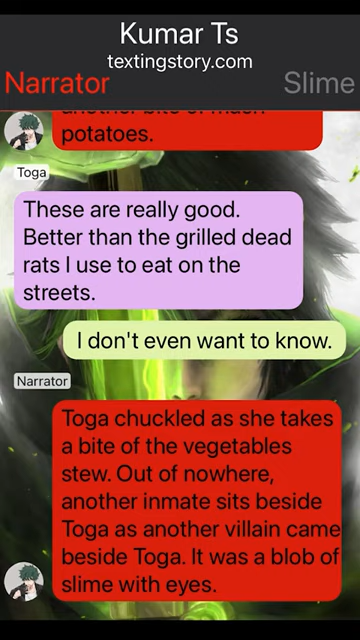 Kumar Ts
textingstory.com
Narrator
Slime
another bite of mash
potatoes.
Toga
These are really good.
Better than the grilled dead
rats I use to eat on the
streets.
I don't even want to know.
Narrator
Toga chuckled as she takes
a bite of the vegetables
stew. Out of nowhere,
another inmate sits beside
Toga as another villain came
beside Toga. It was a blob of
slime with eyes.